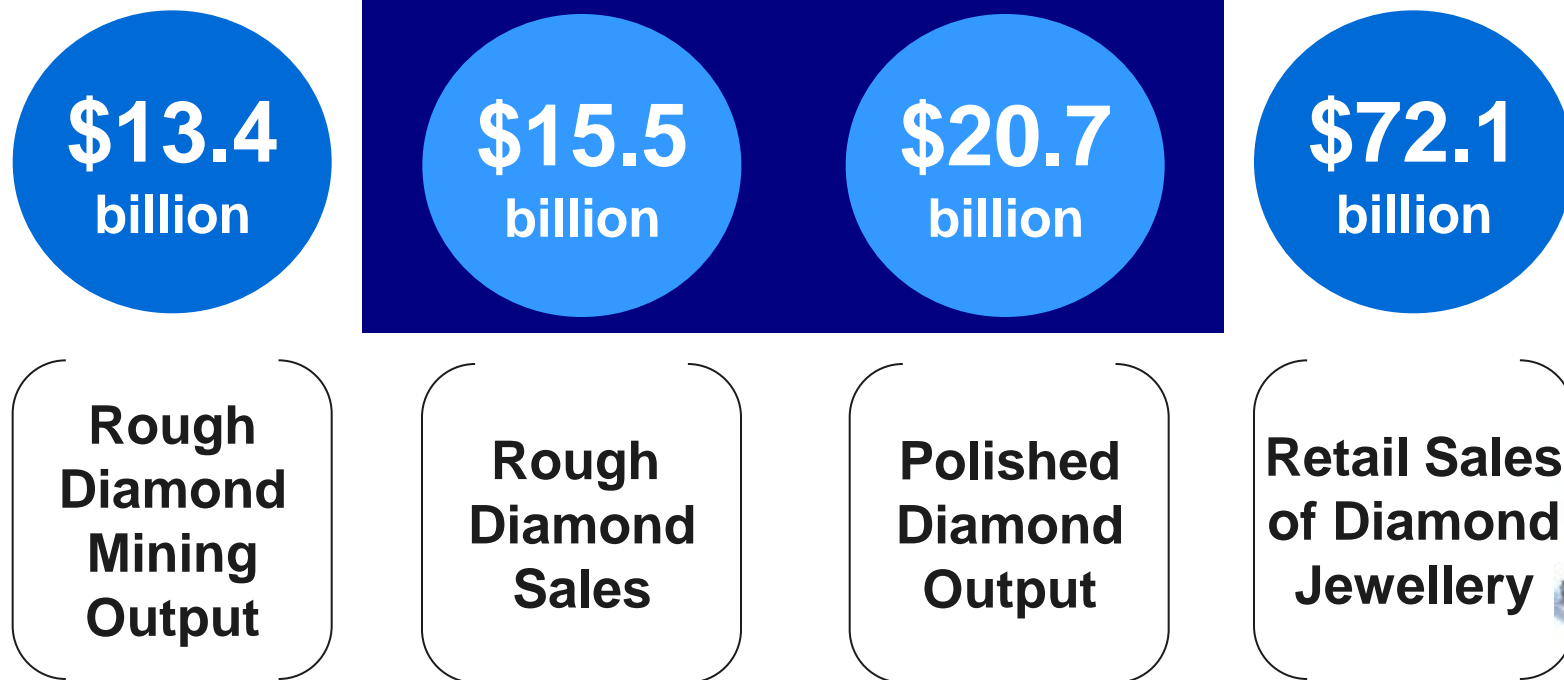 $13.4
billion
$15.5
billion
$20.7
billion
$72.1
billion
Rough
Diamond
Mining
Output
Rough
Diamond
Sales
Polished
Diamond
Output
Retail Sales
of Diamond
Jewellery